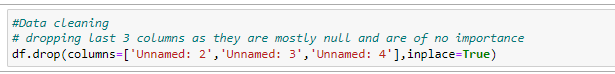 #Data cleaning
# dropping last 3 columns as they are mostly null and are of no importance
df.drop(columns=['Unnamed: 2','Unnamed: 3','Unnamed: 4'],inplace=True)